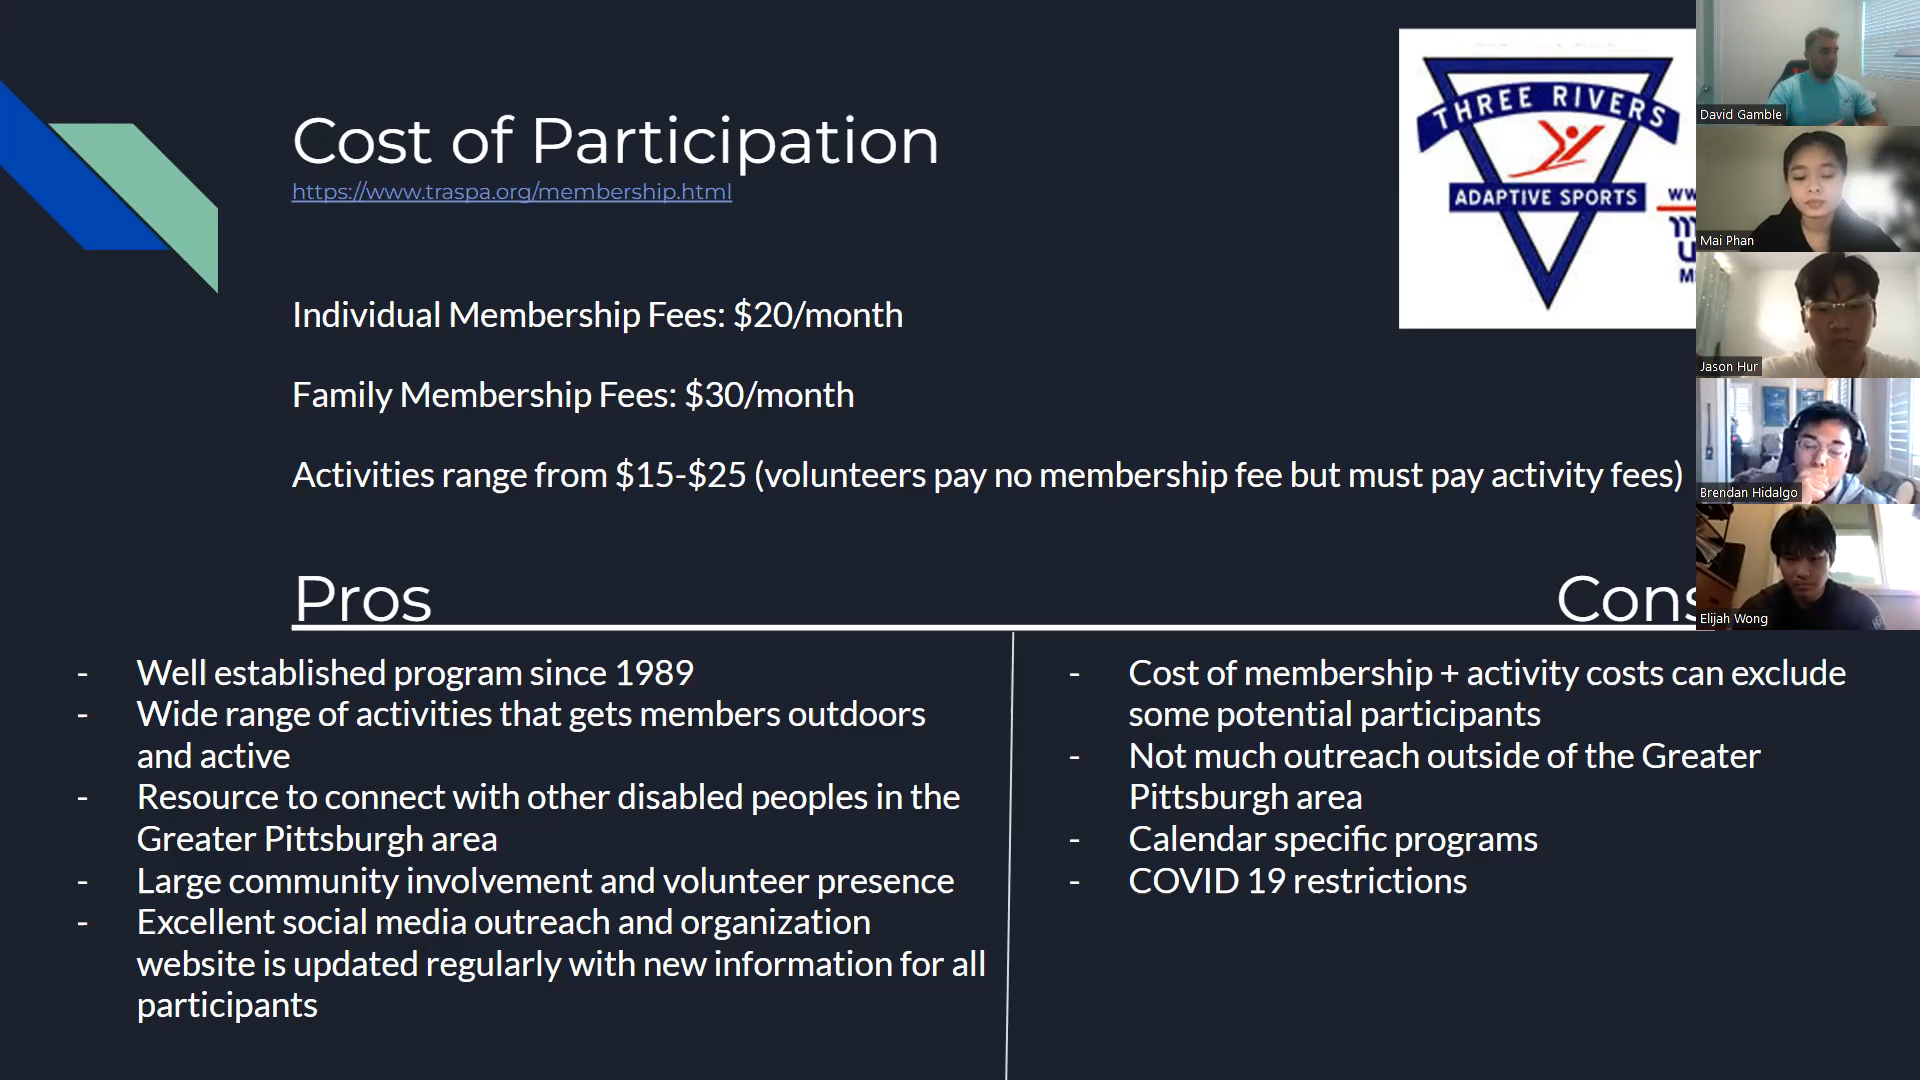 Cost of Participation
https://www.traspa.org/membership.html
THREE RIVERS
ADAPTIVE SPORTS
Individual Membership Fees: $20/month
Family Membership Fees: $30/month
Activities range from $15-$25 (volunteers pay no membership fee but must pay activity fees)
Pros
- Well established program since 1989
- Wide range of activities that gets members outdoors
and active
- Resource to connect with other disabled peoples in the
Greater Pittsburgh area
- Large community involvement and volunteer presence
- Excellent social media outreach and organization
website is updated regularly with new information for all
participants
Cons
- Cost of membership + activity costs can exclude
some potential participants
- Not much outreach outside of the Greater
Pittsburgh area
- Calendar specific programs
- COVID 19 restrictions
David Gamble
Mai Phan
Jason Hur
Brendan Hidalgo
Elijah Wong